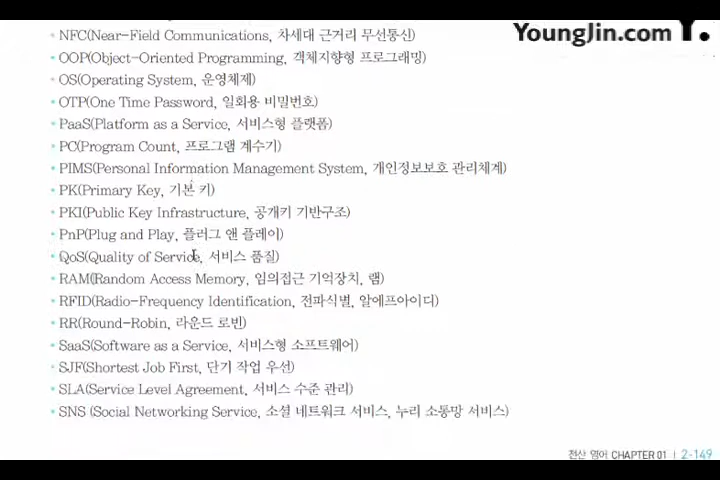 YoungJin.com Y.
• NFC(Near-Field Communications, 차세대 근거리 무선통신)
• OOP(Object-Oriented Programming, 객체지향형 프로그래밍)
• OS(Operating System, 운영체제)
• OTP(One Time Password, 일회용 비밀번호)
• PaaS(Platform as a Service, 서비스형 플랫폼)
• PC(Program Count, 프로그램 계수기)
• PIMS(Personal Information Management System, 개인정보보호 관리체계)
• PK(Primary Key, 기본 키)
• PKI(Public Key Infrastructure, 공개키 기반구조)
• PnP(Plug and Play, 플러그 앤 플레이)
• QoS(Quality of Service, 서비스 품질)
• RAM(Random Access Memory, 임의접근 기억장치, 램)
• RFID(Radio-Frequency Identification, 전파식별, 알에프아이디)
• RR(Round-Robin, 라운드 로빈)
• SaaS(Software as a Service, 서비스형 소프트웨어)
• SJF(Shortest Job First, 단기 작업 우선)
• SLA(Service Level Agreement, 서비스 수준 관리)
• SNS (Social Networking Service, 소셜 네트워크 서비스, 누리 소통망 서비스)
전산 영어 CHAPTER 01 | 2-149